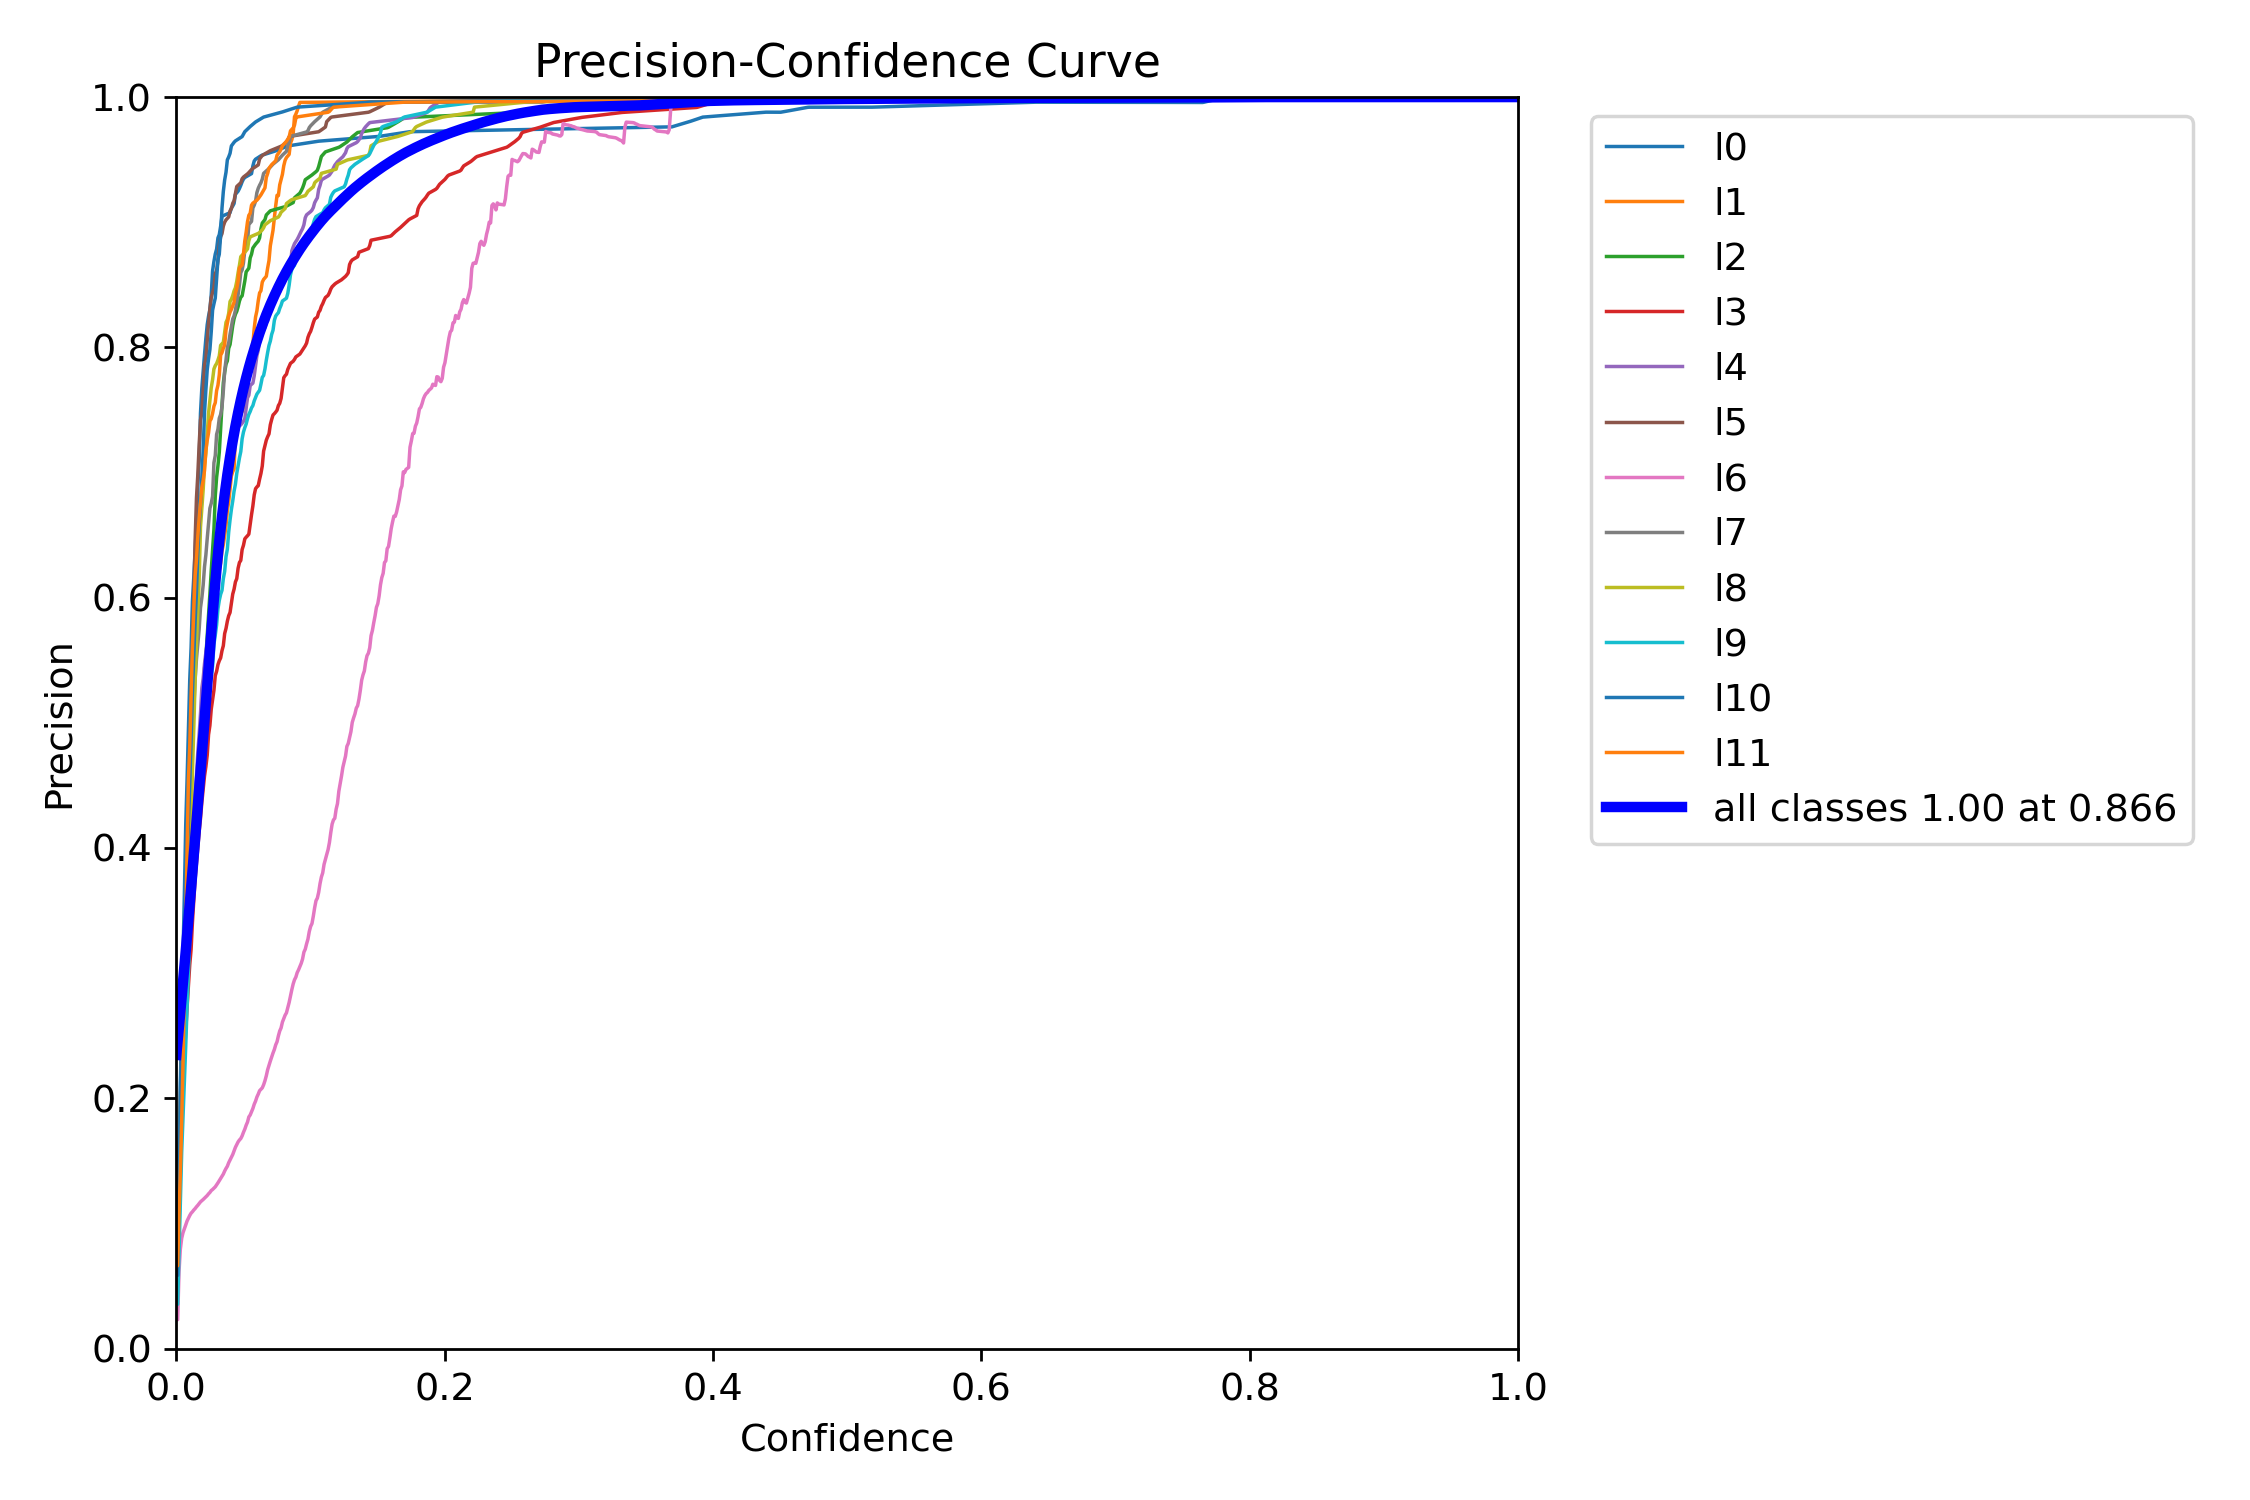 Precision-Confidence Curve
1.0
0.8
0.6
0.4
0.2
0.0
Precision
0.0 0.2 0.4 0.6 0.8 1.0
Confidence
l0
l1
l2
l3
l4
l5
l6
l7
l8
l9
l10
l11
all classes 1.00 at 0.866